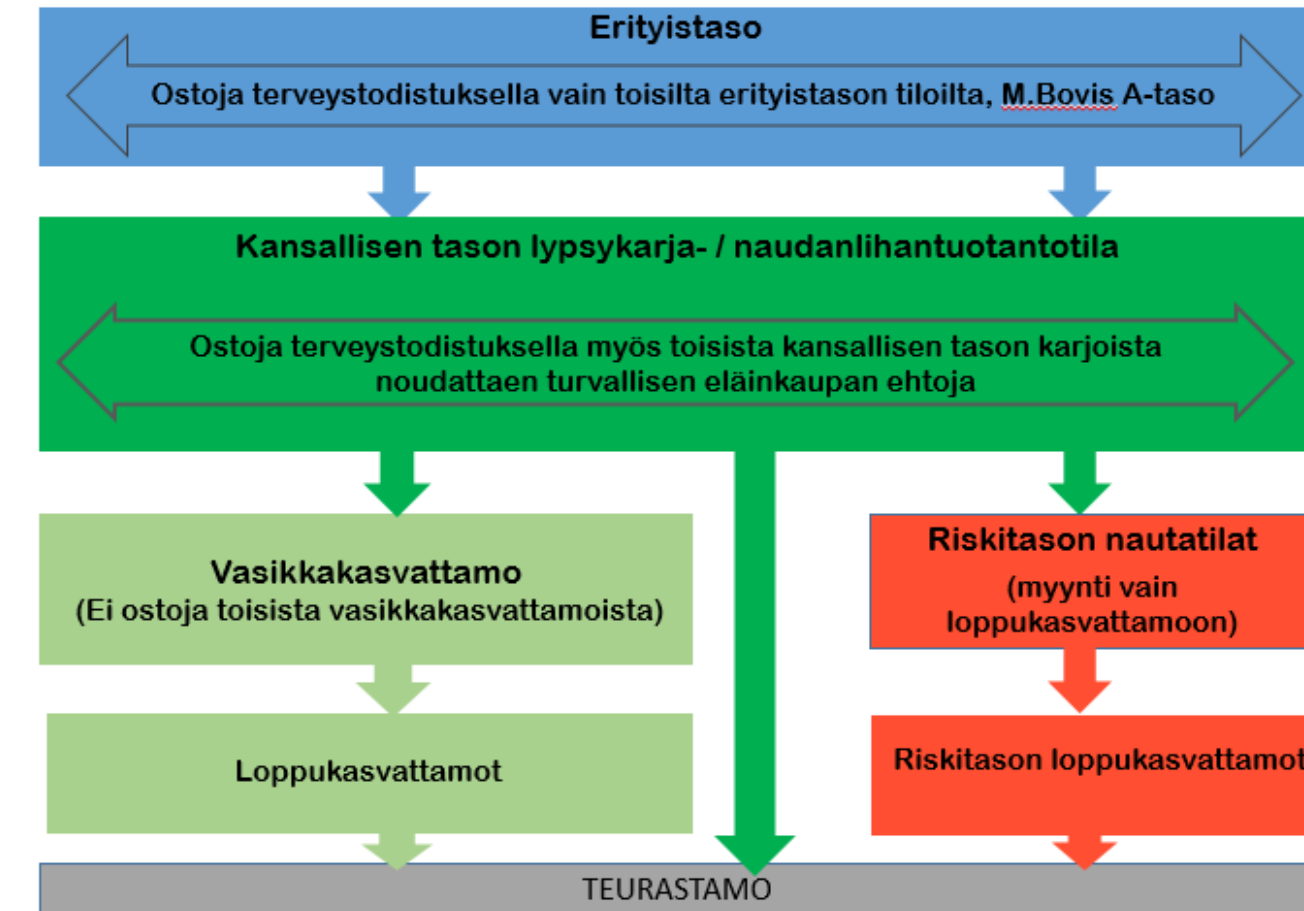 Erityistaso
Ostoja terveystodistuksella vain toisilta erityistason tiloilta, M.Bovis A-taso
Kansallisen tason lypsykarja- / naudanlihantuotantotila
Ostoja terveystodistuksella myös toisista kansallisen tason karjoista
noudattaen turvallisen eläinkaupan ehtoja
Vasikkakasvattamo
(Ei ostoja toisista vasikkakasvattamoista)
Riskitason nautatilat
(myynti vain
loppukasvattamoon)
Loppukasvattamot
Riskitason loppukasvattamot
TEURASTAMO